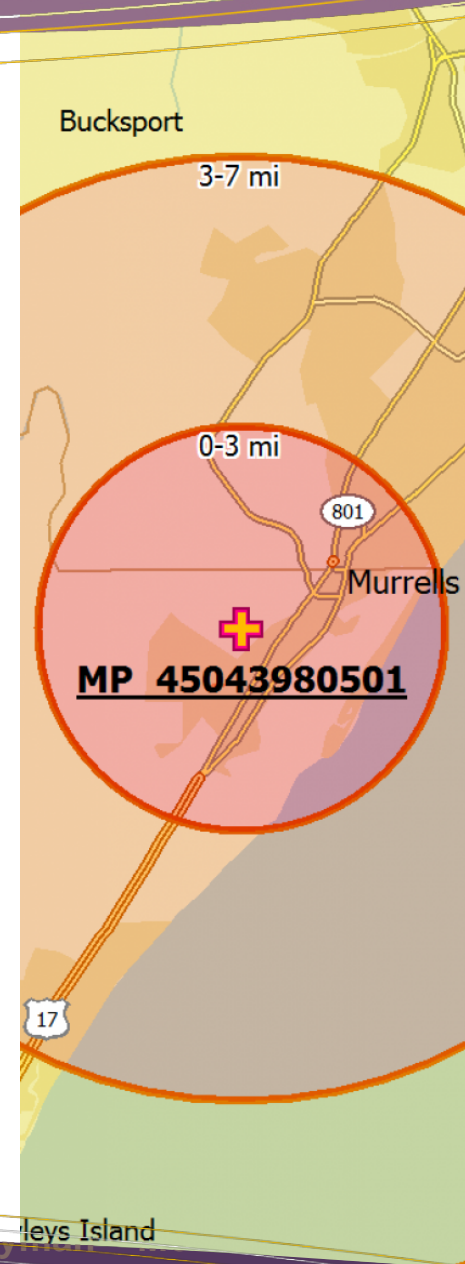 Bucksport
3-7 mi
0-3 mi
801
Murrells
MP 45043980501
17
leys Island